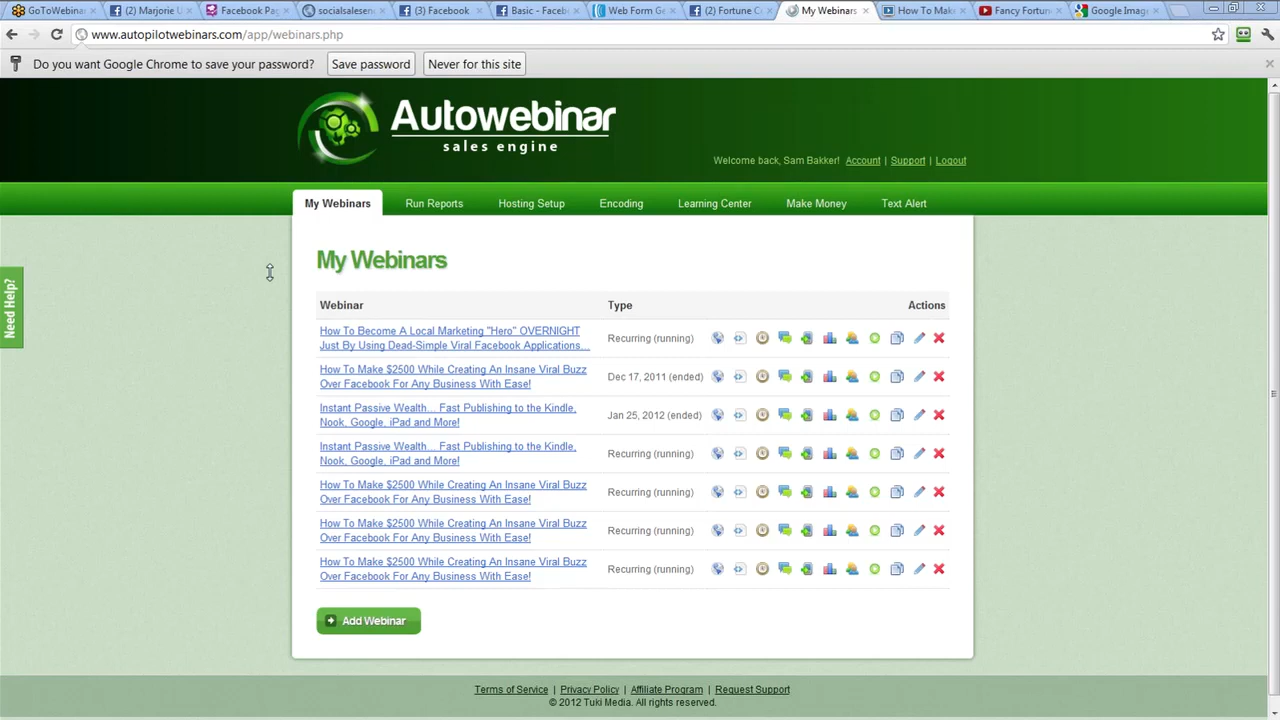 GoToWebinar
(2) Marjorie U
Facebook Pag
socialsalesen
(3) Facebook
Basic - Faceb
Web Form Ge
(2) Fortune C
My Webinars
How To Make
Fancy Fortun
Google Image
www.autopilotwebinars.com/app/webinars.php
Do you want Google Chrome to save your password? Save password Never for this site
Autowebinar
sales engine
Welcome back, Sam Bakker! Account | Support | Logout
My Webinars Run Reports Hosting Setup Encoding Learning Center Make Money Text Alert
Need Help?
My Webinars
Webinar Type Actions
How To Become A Local Marketing "Hero" OVERNIGHT
Just By Using Dead-Simple Viral Facebook Applications...
Recurring (running)
How To Make $2500 While Creating An Insane Viral Buzz
Over Facebook For Any Business With Ease!
Dec 17, 2011 (ended)
Instant Passive Wealth... Fast Publishing to the Kindle,
Nook, Google, iPad and More!
Jan 25, 2012 (ended)
Instant Passive Wealth... Fast Publishing to the Kindle,
Nook, Google, iPad and More!
Recurring (running)
How To Make $2500 While Creating An Insane Viral Buzz
Over Facebook For Any Business With Ease!
Recurring (running)
How To Make $2500 While Creating An Insane Viral Buzz
Over Facebook For Any Business With Ease!
Recurring (running)
How To Make $2500 While Creating An Insane Viral Buzz
Over Facebook For Any Business With Ease!
Recurring (running)
Add Webinar
Terms of Service | Privacy Policy | Affiliate Program | Request Support
© 2012 Tuki Media. All rights reserved.